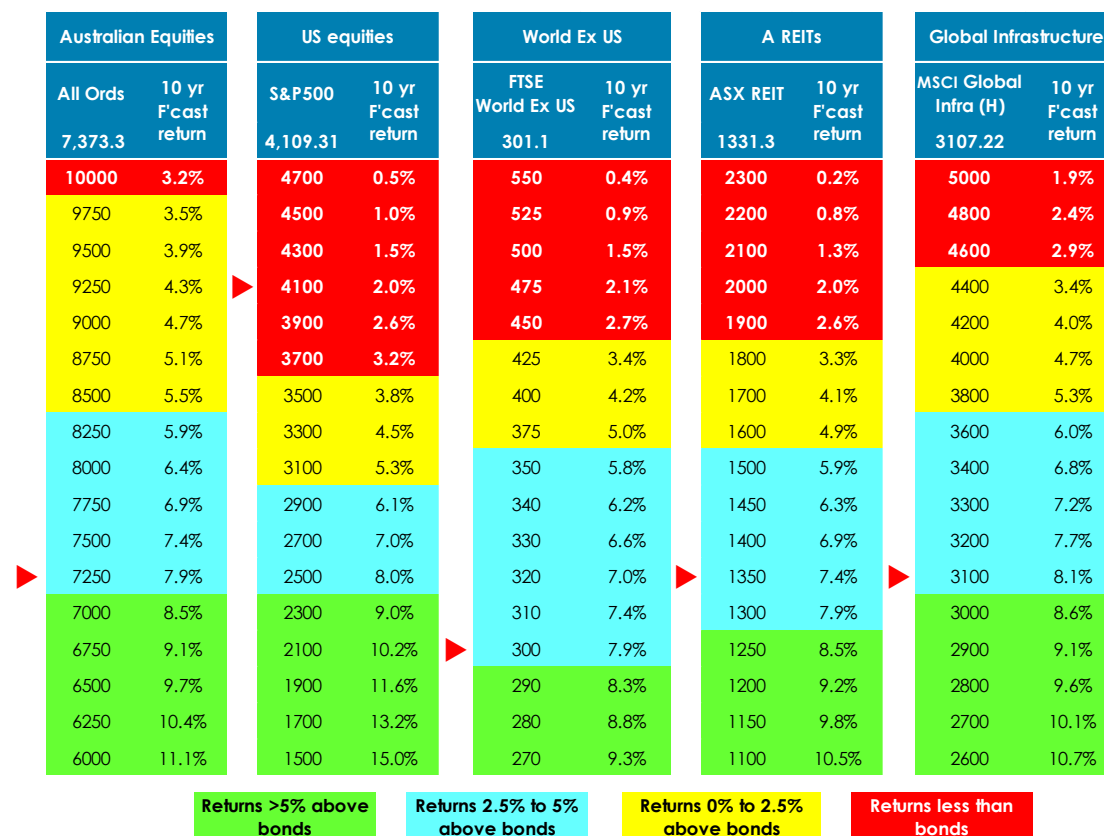 Australian Equities US equities World Ex US A REITs Global Infrastructure
All Ords 10 yr F'cast return S&P500 10 yr F'cast return FTSE World Ex US 10 yr F'cast return ASX REIT 10 yr F'cast return MSCI Global Infra (H) 10 yr F'cast return
7,373.3 4,109.31 301.1 1331.3 3107.22
10000 3.2% 4700 0.5% 550 0.4% 2300 0.2% 5000 1.9%
9750 3.5% 4500 1.0% 525 0.9% 2200 0.8% 4800 2.4%
9500 3.9% 4300 1.5% 500 1.5% 2100 1.3% 4600 2.9%
9250 4.3% 4100 2.0% 475 2.1% 2000 2.0% 4400 3.4%
9000 4.7% 3900 2.6% 450 2.7% 1900 2.6% 4200 4.0%
8750 5.1% 3700 3.2% 425 3.4% 1800 3.3% 4000 4.7%
8500 5.5% 3500 3.8% 400 4.2% 1700 4.1% 3800 5.3%
8250 5.9% 3300 4.5% 375 5.0% 1600 4.9% 3600 6.0%
8000 6.4% 3100 5.3% 350 5.8% 1500 5.9% 3400 6.8%
7750 6.9% 2900 6.1% 340 6.2% 1450 6.3% 3300 7.2%
7500 7.4% 2700 7.0% 330 6.6% 1400 6.9% 3200 7.7%
7250 7.9% 2500 8.0% 320 7.0% 1350 7.4% 3100 8.1%
7000 8.5% 2300 9.0% 310 7.4% 1300 7.9% 3000 8.6%
6750 9.1% 2100 10.2% 300 7.9% 1250 8.5% 2900 9.1%
6500 9.7% 1900 11.6% 290 8.3% 1200 9.2% 2800 9.6%
6250 10.4% 1700 13.2% 280 8.8% 1150 9.8% 2700 10.1%
6000 11.1% 1500 15.0% 270 9.3% 1100 10.5% 2600 10.7%
Returns >5% above bonds
Returns 2.5% to 5% above bonds
Returns 0% to 2.5% above bonds
Returns less than bonds